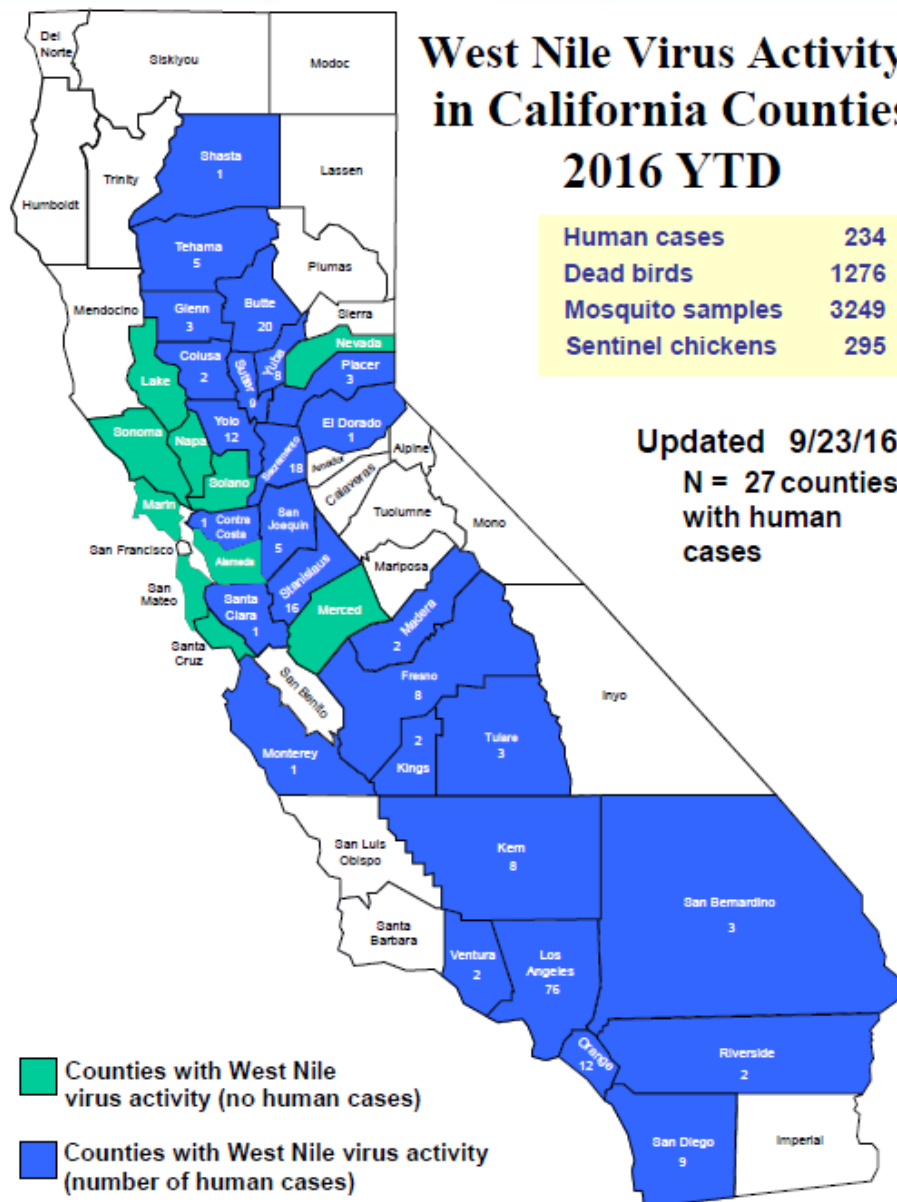 West Nile Virus Activity
in California Counties
2016 YTD
Human cases 234
Dead birds 1276
Mosquito samples 3249
Sentinel chickens 295
Updated 9/23/16
N = 27 counties
with human
cases
Del
Norte
Siskiyou
Modoc
Shasta
1
Lassen
Trinity
Humboldt
Tehama
5
Plumas
Mendocino
Glenn
3
Butte
20
Sierra
Nevada
Colusa
2
Sutter
9
Yuba
8
Placer
3
Lake
Yolo
12
El Dorado
1
Sonoma
Napa
Sacramento
18
Amador
Alpine
Solano
Calaveras
Marin
1
Contra
Costa
San
Joaquin
5
Tuolumne
Mono
San Francisco
Alameda
Stanislaus
16
Mariposa
San
Mateo
Santa
Clara
1
Merced
Madera
2
Santa
Cruz
San Benito
Fresno
8
Inyo
Monterey
1
2
Kings
Tulare
3
San Luis
Obispo
Kern
8
San Bernardino
3
Santa
Barbara
Ventura
2
Los
Angeles
76
Orange
12
Riverside
2
San Diego
9
Imperial
Counties with West Nile
virus activity (no human cases)
Counties with West Nile virus activity
(number of human cases)